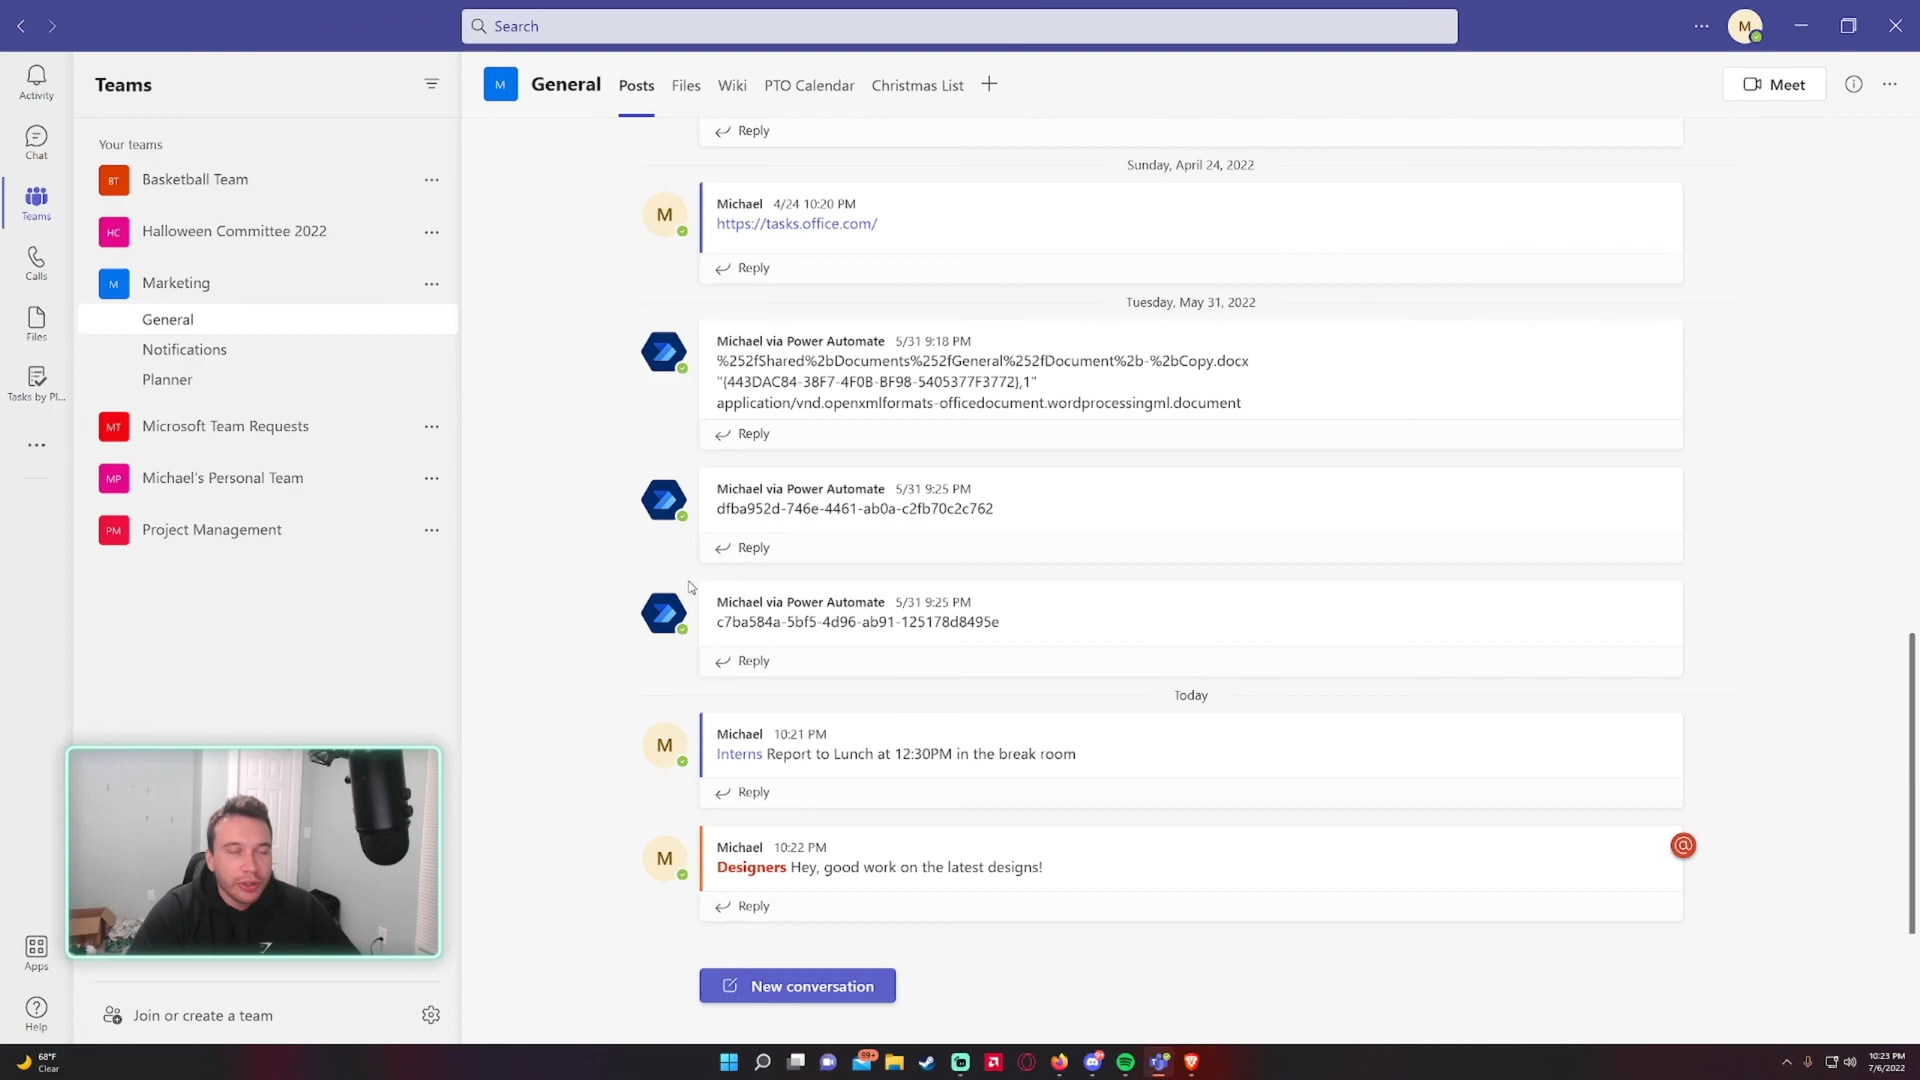 Search
M
Activity
Chat
Teams
Calls
Files
Tasks by Pl...
Apps
Help
Teams
Your teams
BT Basketball Team
HC Halloween Committee 2022
M Marketing
General
Notifications
Planner
MT Microsoft Team Requests
MP Michael's Personal Team
PM Project Management
Join or create a team
M General Posts Files Wiki PTO Calendar Christmas List
Meet
Reply
Sunday, April 24, 2022
M
Michael 4/24 10:20 PM
https://tasks.office.com/
Reply
Tuesday, May 31, 2022
Michael via Power Automate 5/31 9:18 PM
%252fShared%2bDocuments%252fGeneral%252fDocument%2b-%2bCopy.docx
"{443DAC84-38F7-4F0B-BF98-5405377F3772},1"
application/vnd.openxmlformats-officedocument.wordprocessingml.document
Reply
Michael via Power Automate 5/31 9:25 PM
dfba952d-746e-4461-ab0a-c2fb70c2c762
Reply
Michael via Power Automate 5/31 9:25 PM
c7ba584a-5bf5-4d96-ab91-125178d8495e
Reply
Today
M
Michael 10:21 PM
Interns Report to Lunch at 12:30PM in the break room
Reply
M
Michael 10:22 PM
Designers Hey, good work on the latest designs!
@
Reply
New conversation
68°F
Clear
99+
10:23 PM
7/6/2022